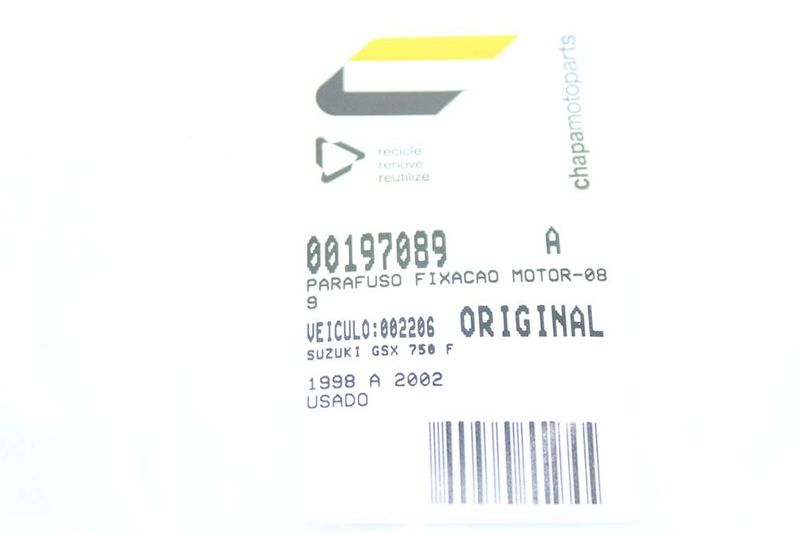 chapamotoparts
recicle
renove
reutilize
00197089 A
PARAFUSO FIXACAO MOTOR-08
9
VEICULO:002206 ORIGINAL
SUZUKI GSX 750 F
1998 A 2002
USADO